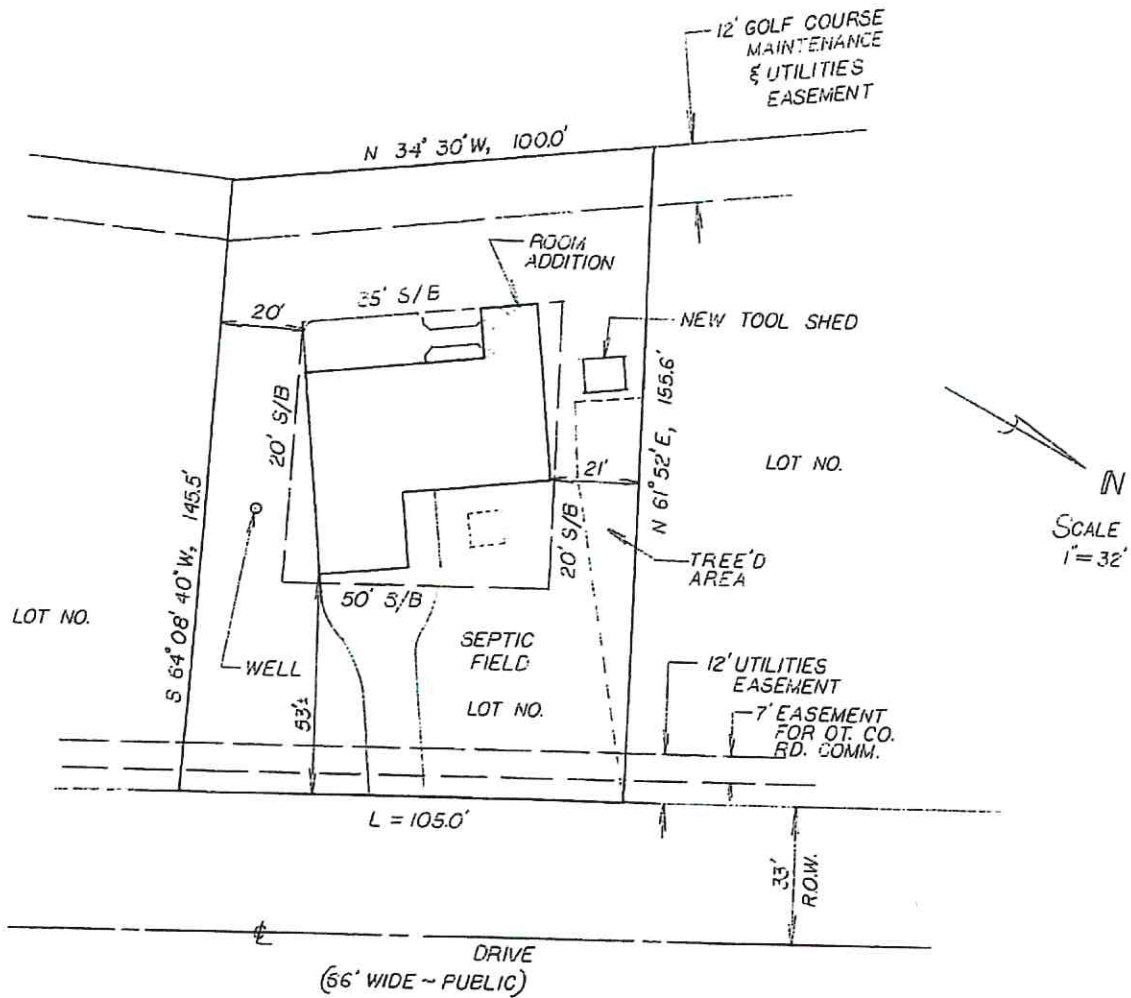 12' GOLF COURSE
MAINTENANCE
& UTILITIES
EASEMENT
N 34° 30' W, 100.0'
ROOM
ADDITION
35' S/B
20'
NEW TOOL SHED
20' S/B
N 61° 52' E, 155.6'
LOT NO.
21'
N
SCALE
1" = 32'
S 64° 08' 40" W, 145.5'
20' S/B
TREE'D
AREA
50' S/B
LOT NO.
WELL
SEPTIC
FIELD
LOT NO.
53'±
12' UTILITIES
EASEMENT
7' EASEMENT
FOR OT. CO.
RD. COMM.
L = 105.0'
33'
R.O.W.
℄
DRIVE
(66' WIDE ~ PUBLIC)